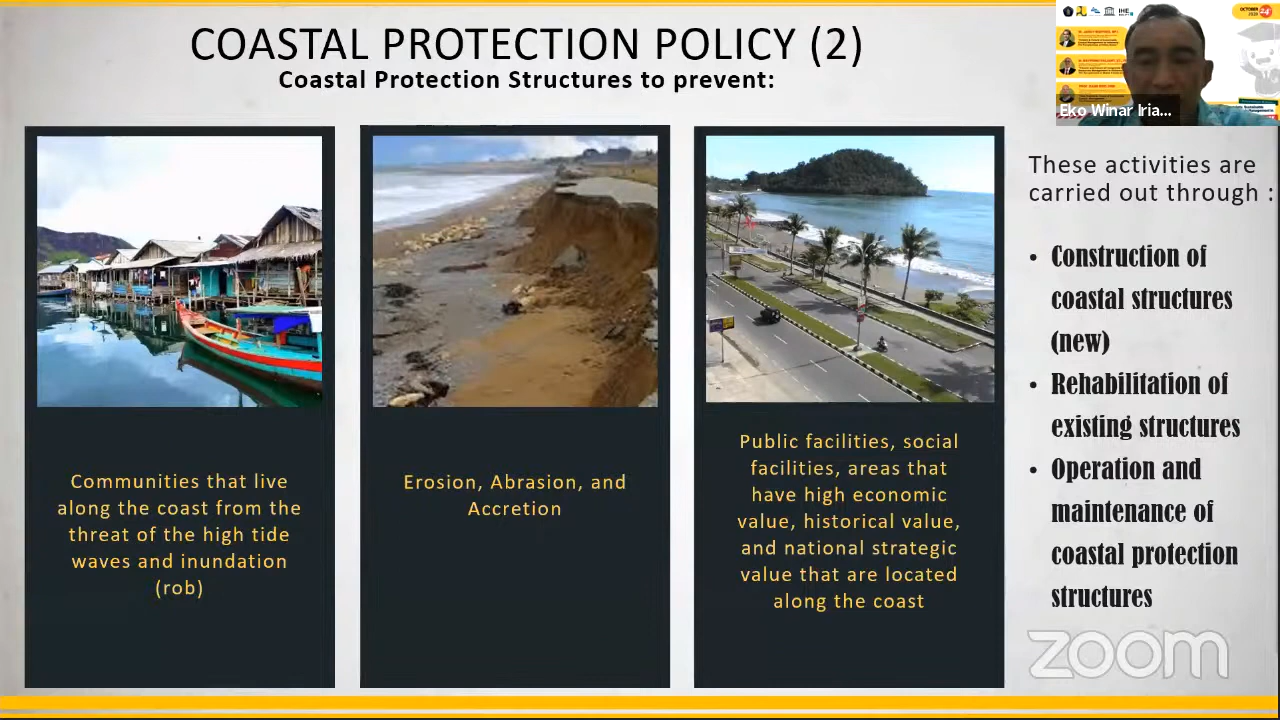 COASTAL PROTECTION POLICY (2)
Coastal Protection Structures to prevent:
Communities that live
along the coast from the
threat of the high tide
waves and inundation
(rob)
Erosion, Abrasion, and
Accretion
Public facilities, social
facilities, areas that
have high economic
value, historical value,
and national strategic
value that are located
along the coast
OCTOBER
24
IHE
Eko Winar Iria...
These activities are
carried out through :
• Construction of
coastal structures
(new)
• Rehabilitation of
existing structures
• Operation and
maintenance of
coastal protection
structures
zoom